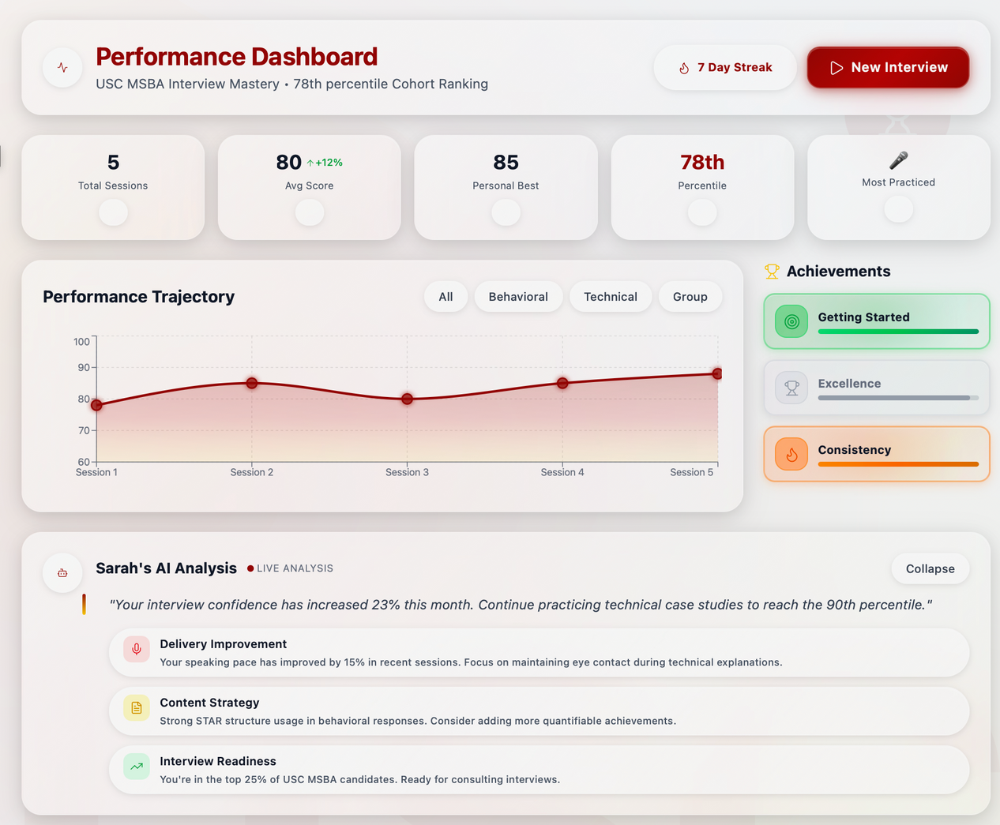 Performance Dashboard
USC MSBA Interview Mastery • 78th percentile Cohort Ranking
7 Day Streak
New Interview
5
Total Sessions
80 ↑+12%
Avg Score
85
Personal Best
78th
Percentile
Most Practiced
Performance Trajectory
All
Behavioral
Technical
Group
100
90
80
70
60
Session 1
Session 2
Session 3
Session 4
Session 5
Achievements
Getting Started
Excellence
Consistency
Sarah's AI Analysis
LIVE ANALYSIS
Collapse
"Your interview confidence has increased 23% this month. Continue practicing technical case studies to reach the 90th percentile."
Delivery Improvement
Your speaking pace has improved by 15% in recent sessions. Focus on maintaining eye contact during technical explanations.
Content Strategy
Strong STAR structure usage in behavioral responses. Consider adding more quantifiable achievements.
Interview Readiness
You're in the top 25% of USC MSBA candidates. Ready for consulting interviews.